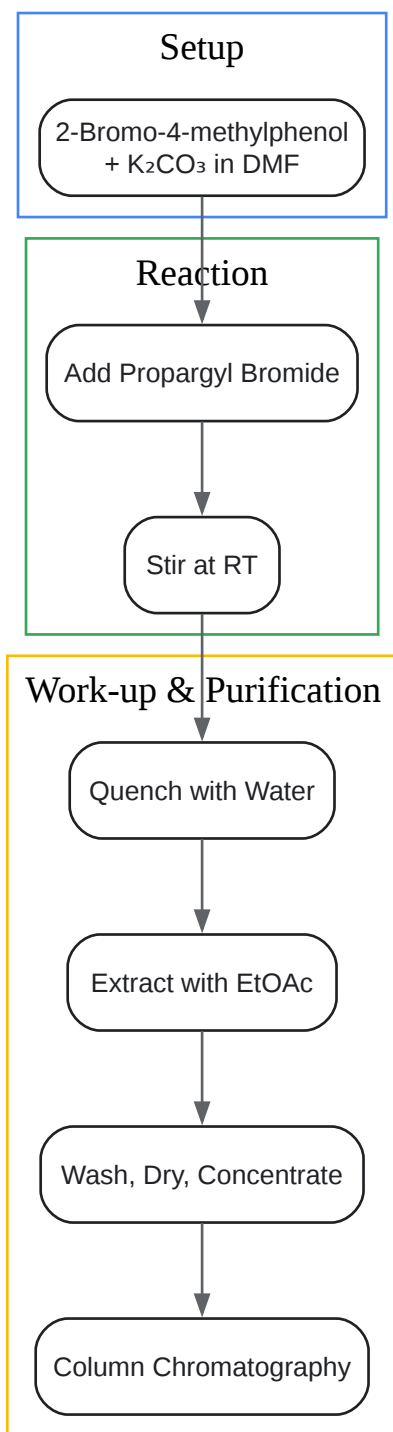 Setup
2-Bromo-4-methylphenol
+ K₂CO₃ in DMF
Reaction
Add Propargyl Bromide
Stir at RT
Work-up & Purification
Quench with Water
Extract with EtOAc
Wash, Dry, Concentrate
Column Chromatography